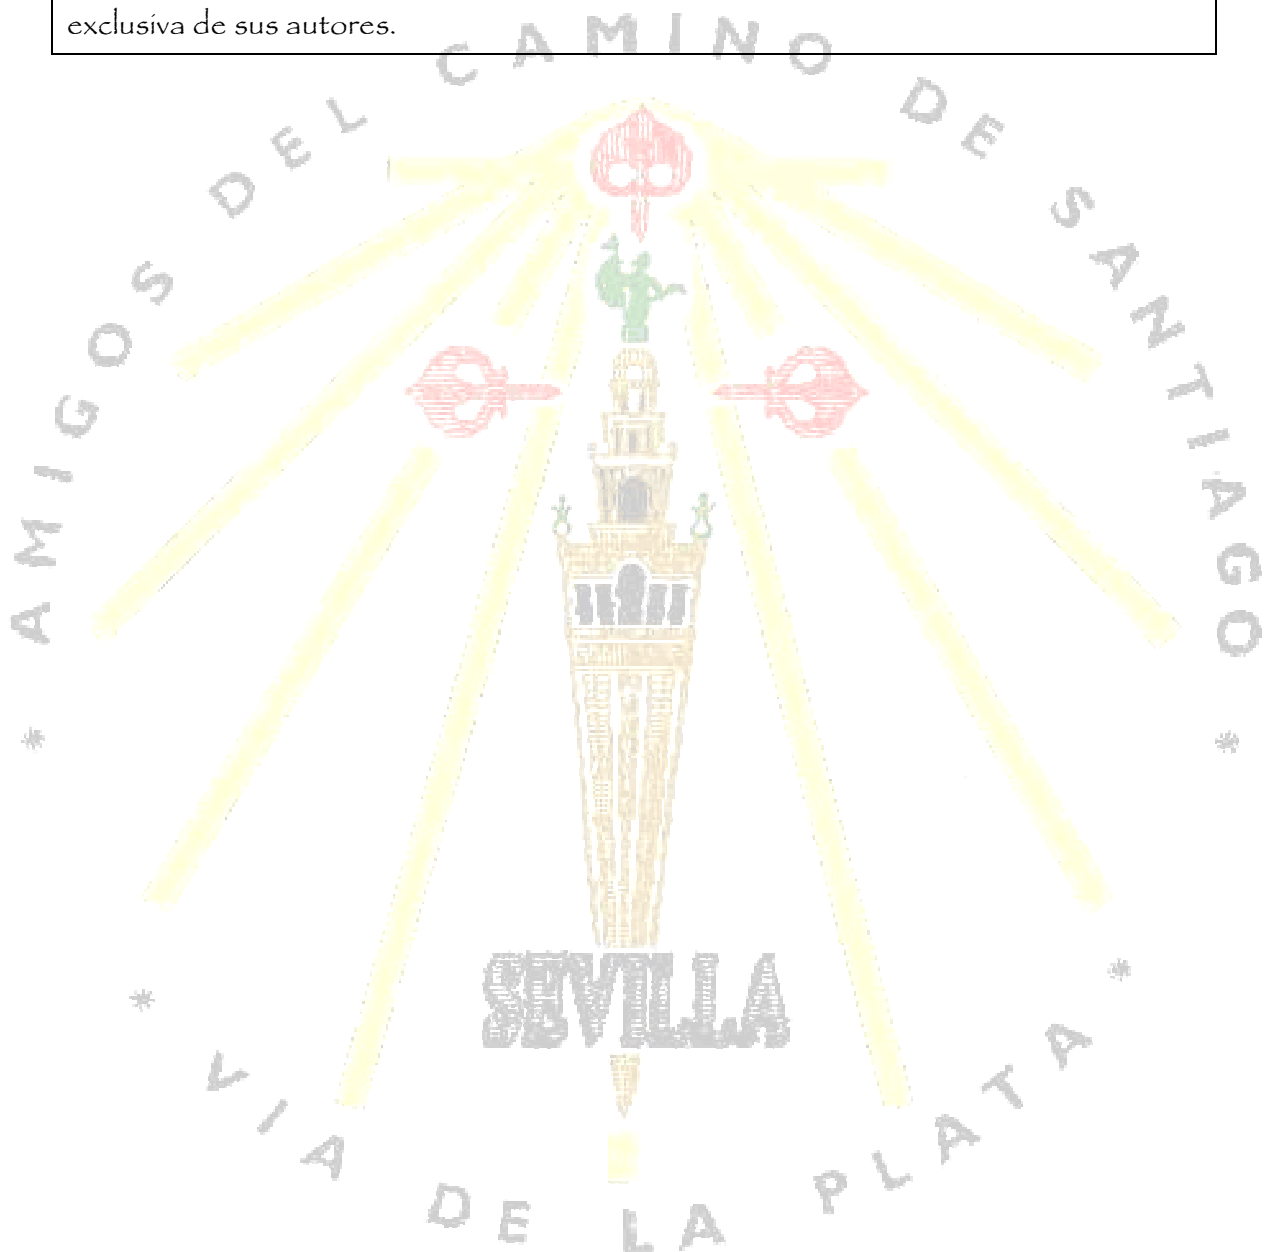 exclusiva de sus autores.
* AMIGOS DEL CAMINO DE SANTIAGO *
SEVILLA
* VIA DE LA PLATA *